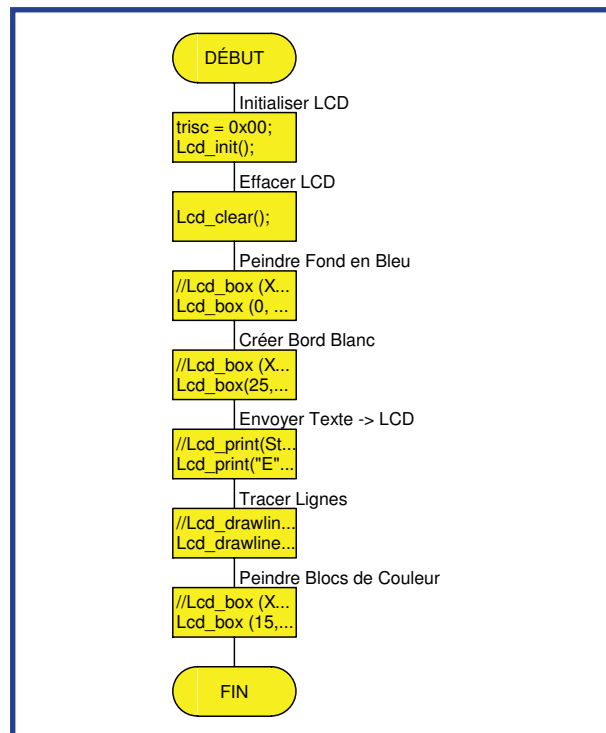 DÉBUT
Initialiser LCD
trisc = 0x00;
Lcd_init();
Effacer LCD
Lcd_clear();
Peindre Fond en Bleu
//Lcd_box (X...
Lcd_box (0, ...
Créer Bord Blanc
//Lcd_box (X...
Lcd_box(25,...
Envoyer Texte -> LCD
//Lcd_print(St...
Lcd_print("E"...
Tracer Lignes
//Lcd_drawlin...
Lcd_drawline...
Peindre Blocs de Couleur
//Lcd_box (X...
Lcd_box (15,...
FIN